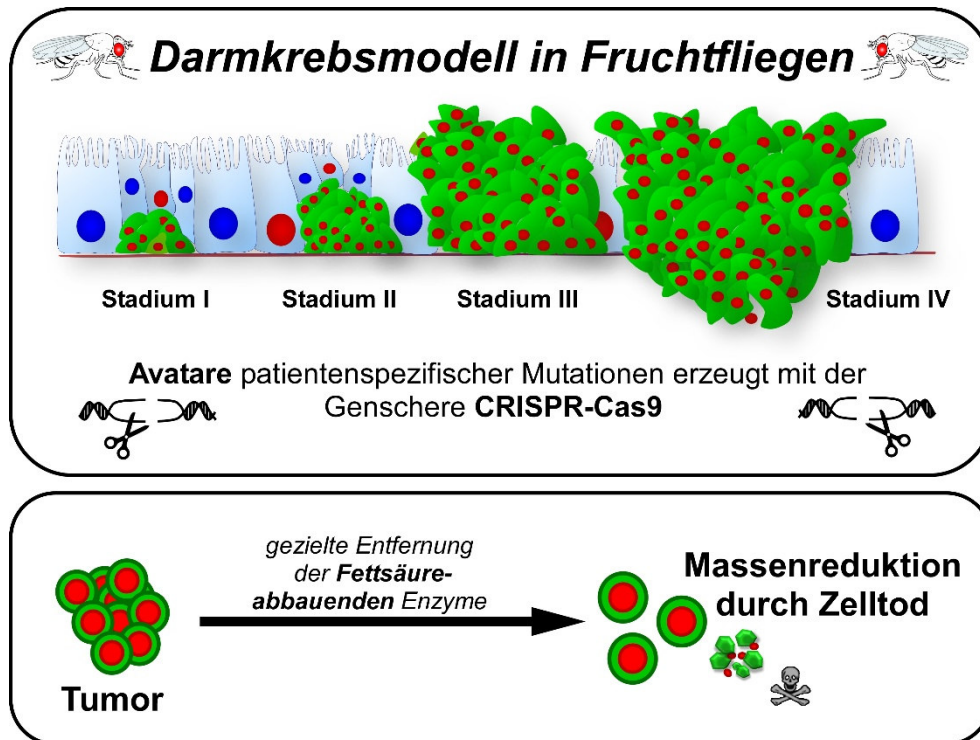 Darmkrebsmodell in Fruchtfliegen
Stadium I
Stadium II
Stadium III
Stadium IV
Avatare patientenspezifischer Mutationen erzeugt mit der
Genschere CRISPR-Cas9
gezielte Entfernung
der Fettsäure-
abbauenden Enzyme
Massenreduktion
durch Zelltod
Tumor